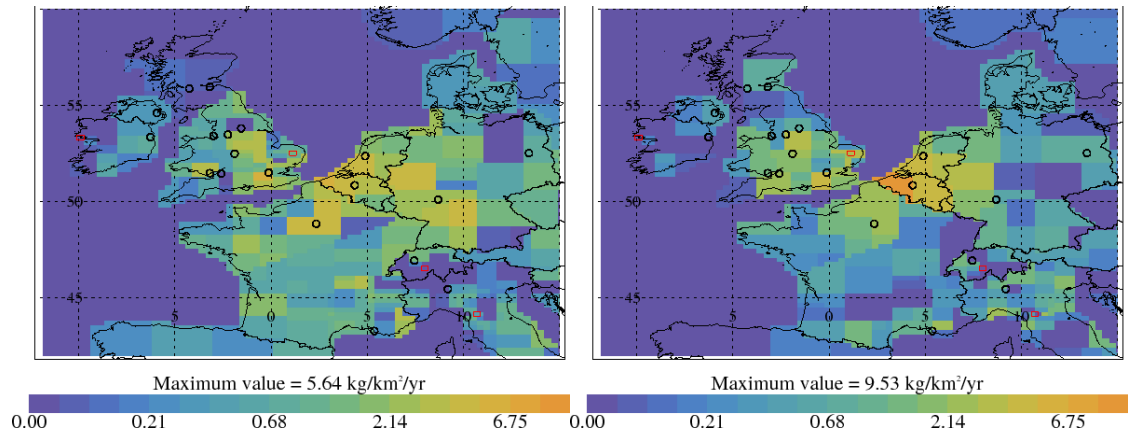 55 55
50 50
45 45
-5 0 5 10 -5 0 5 10
Maximum value = 5.64 kg/km²/yr Maximum value = 9.53 kg/km²/yr
0.00 0.21 0.68 2.14 6.75 0.00 0.21 0.68 2.14 6.75